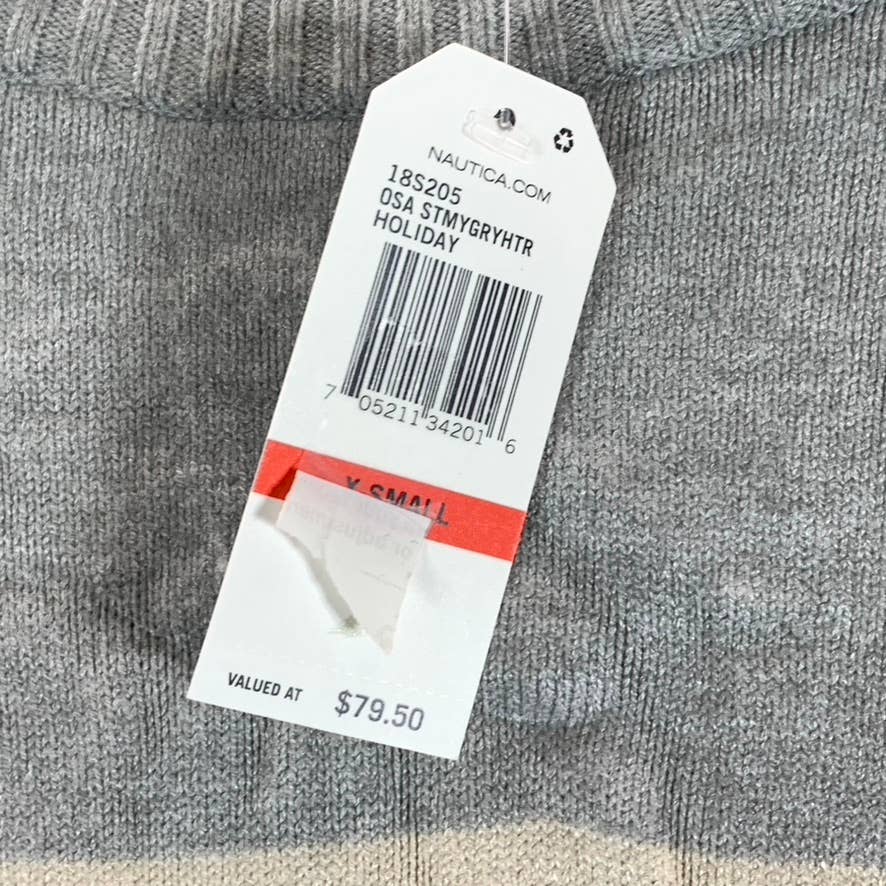 NAUTICA.COM
18S205
0SA STMYGRYHTR
HOLIDAY
7 05211 34201 6
X SMALL
VALUED AT $79.50